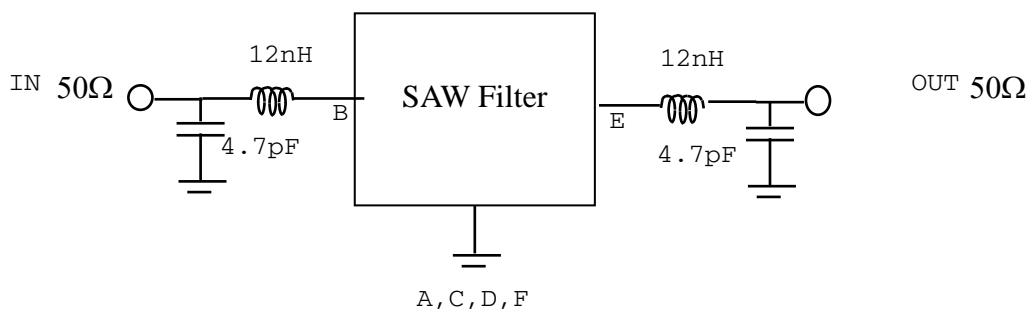 12nH
12nH
IN 50Ω
SAW Filter
OUT 50Ω
B
E
4.7pF
4.7pF
A,C,D,F